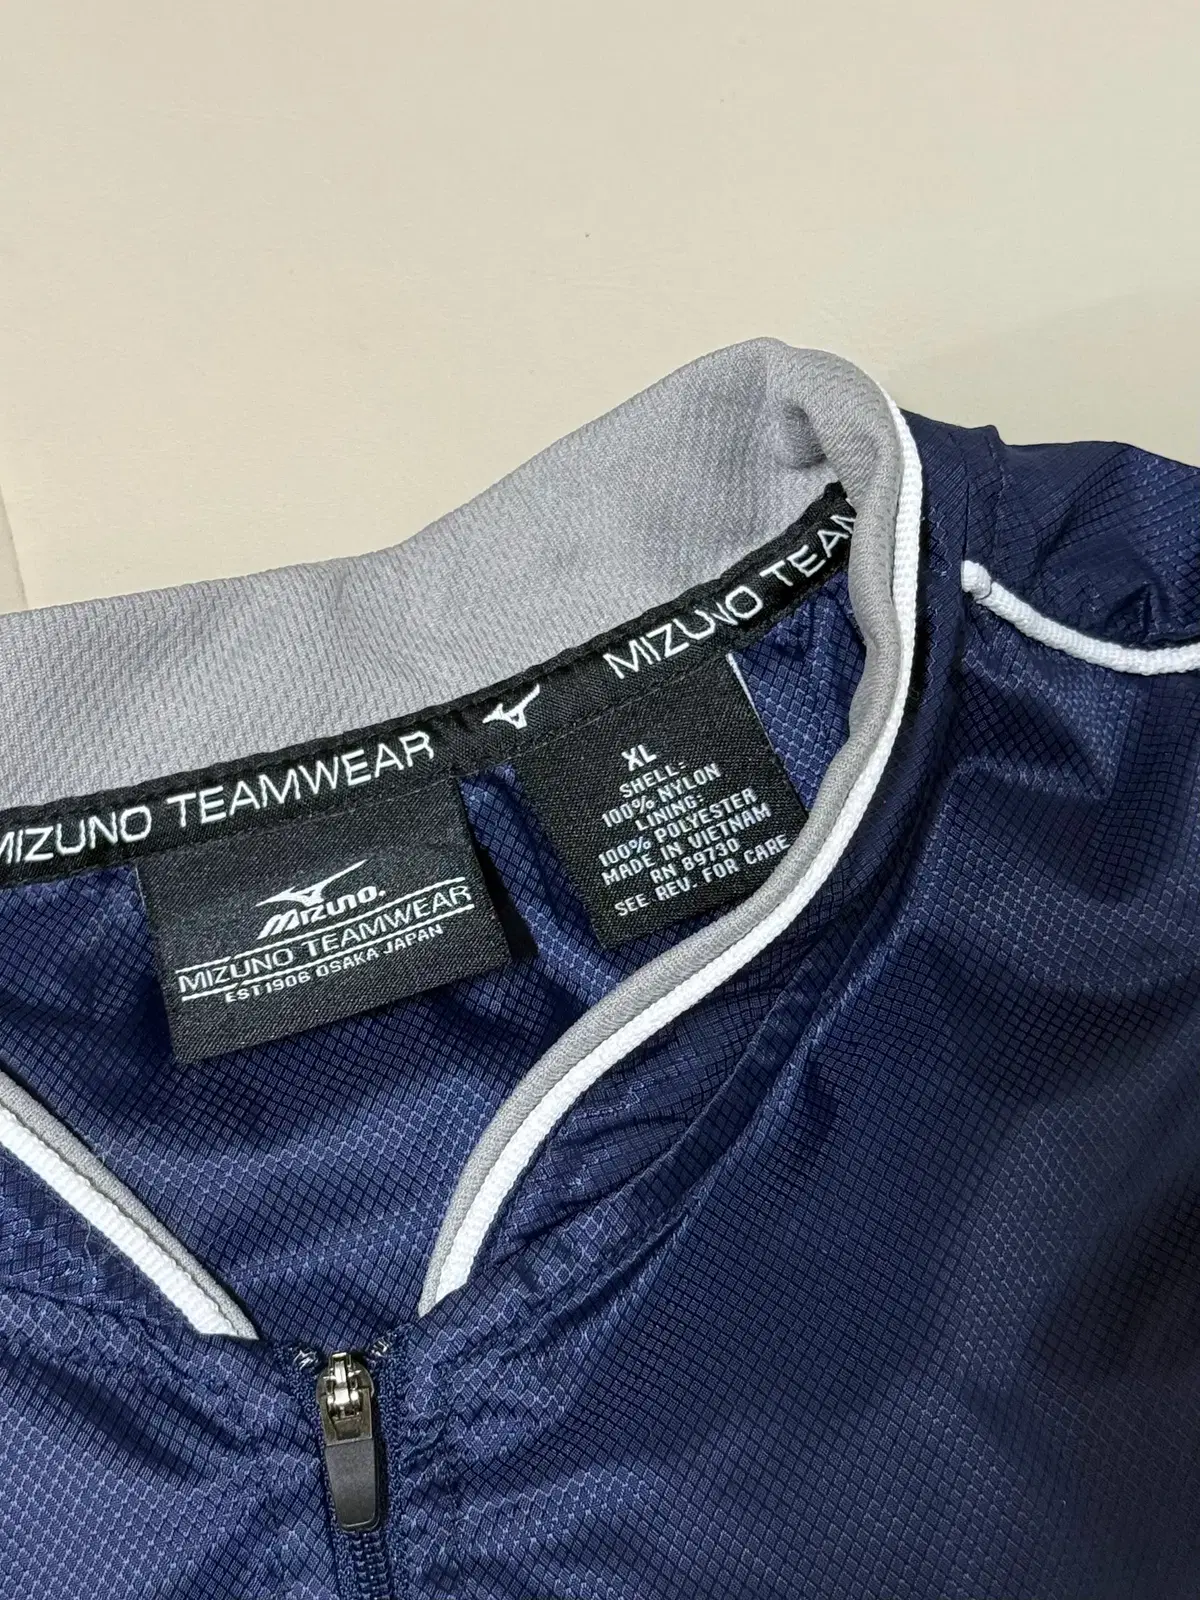 MIZUNO TEAMWEAR
MIZUNO TEAM
XL
SHELL:
100% NYLON
LINING:
100% POLYESTER
MADE IN VIETNAM
RN 89730
SEE REV. FOR CARE
MIZUNO.
MIZUNO TEAMWEAR
EST 1906 OSAKA JAPAN